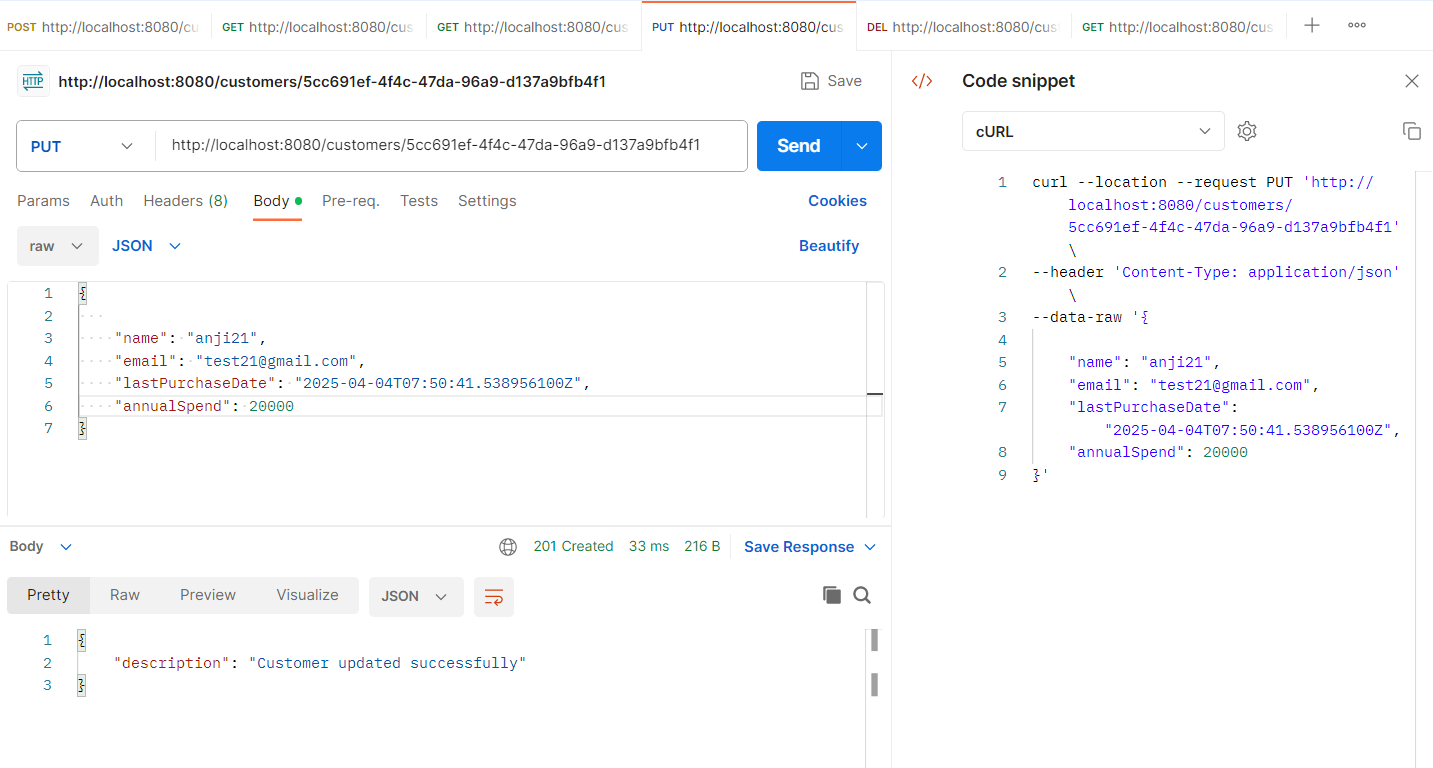 POST http://localhost:8080/cu
GET http://localhost:8080/cus
GET http://localhost:8080/cus
PUT http://localhost:8080/cus
DEL http://localhost:8080/cus
GET http://localhost:8080/cus
HTTP http://localhost:8080/customers/5cc691ef-4f4c-47da-96a9-d137a9bfb4f1
Save
PUT http://localhost:8080/customers/5cc691ef-4f4c-47da-96a9-d137a9bfb4f1
Send
Params Auth Headers (8) Body Pre-req. Tests Settings Cookies
raw JSON Beautify
1 {
2
3 "name": "anji21",
4 "email": "test21@gmail.com",
5 "lastPurchaseDate": "2025-04-04T07:50:41.538956100Z",
6 "annualSpend": 20000
7 }
Body 201 Created 33 ms 216 B Save Response
Pretty Raw Preview Visualize JSON
1 {
2 "description": "Customer updated successfully"
3 }
</> Code snippet
cURL
1 curl --location --request PUT 'http://
localhost:8080/customers/
5cc691ef-4f4c-47da-96a9-d137a9bfb4f1'
\
2 --header 'Content-Type: application/json'
\
3 --data-raw '{
4
5 "name": "anji21",
6 "email": "test21@gmail.com",
7 "lastPurchaseDate":
"2025-04-04T07:50:41.538956100Z",
8 "annualSpend": 20000
9 }'